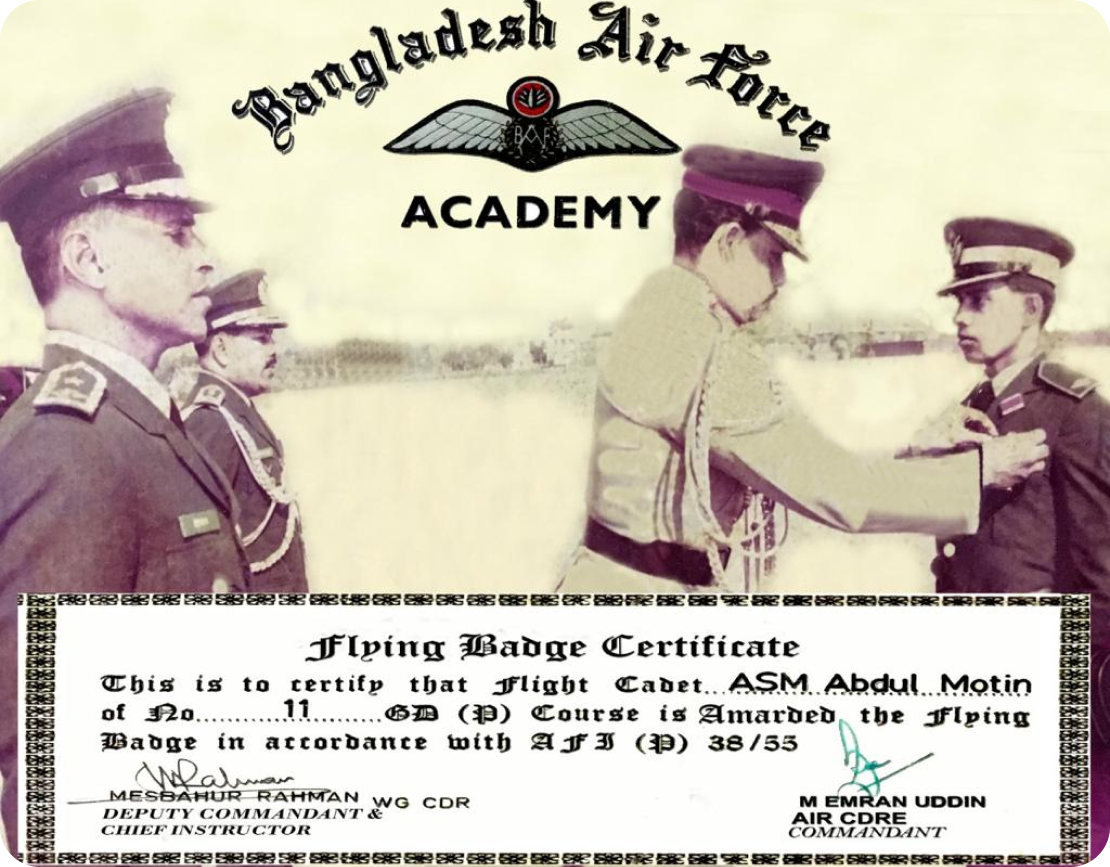 Bangladesh Air Force
BAF
ACADEMY
Flying Badge Certificate
This is to certify that Flight Cadet..ASM Abdul Motin
of No..........11........GD (P) Course is Amarded the Flying
Badge in accordance with AFI (P) 38/55
MRahman
MESBAHUR RAHMAN WG CDR
DEPUTY COMMANDANT &
CHIEF INSTRUCTOR
M EMRAN UDDIN
AIR CDRE
COMMANDANT